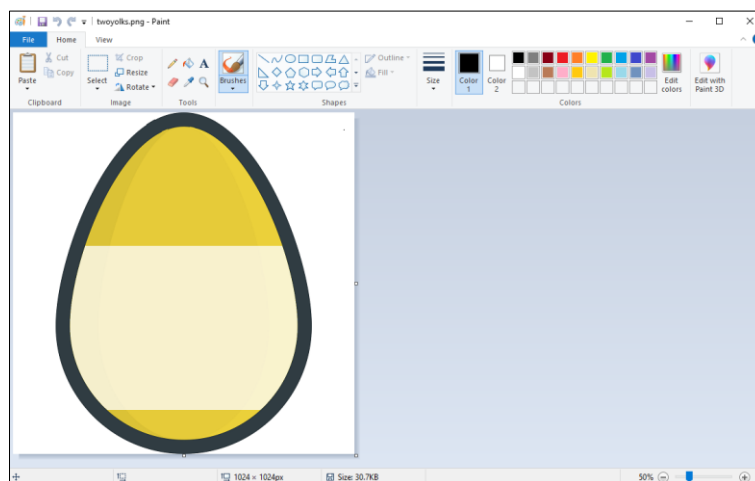 twoyolks.png - Paint
File Home View
Paste
Cut
Copy
Clipboard
Select
Crop
Resize
Rotate
Image
A
Tools
Brushes
Shapes
Outline
Fill
Size
Color 1
Color 2
Colors
Edit colors
Edit with Paint 3D
1024 × 1024px
Size: 30.7KB
50%